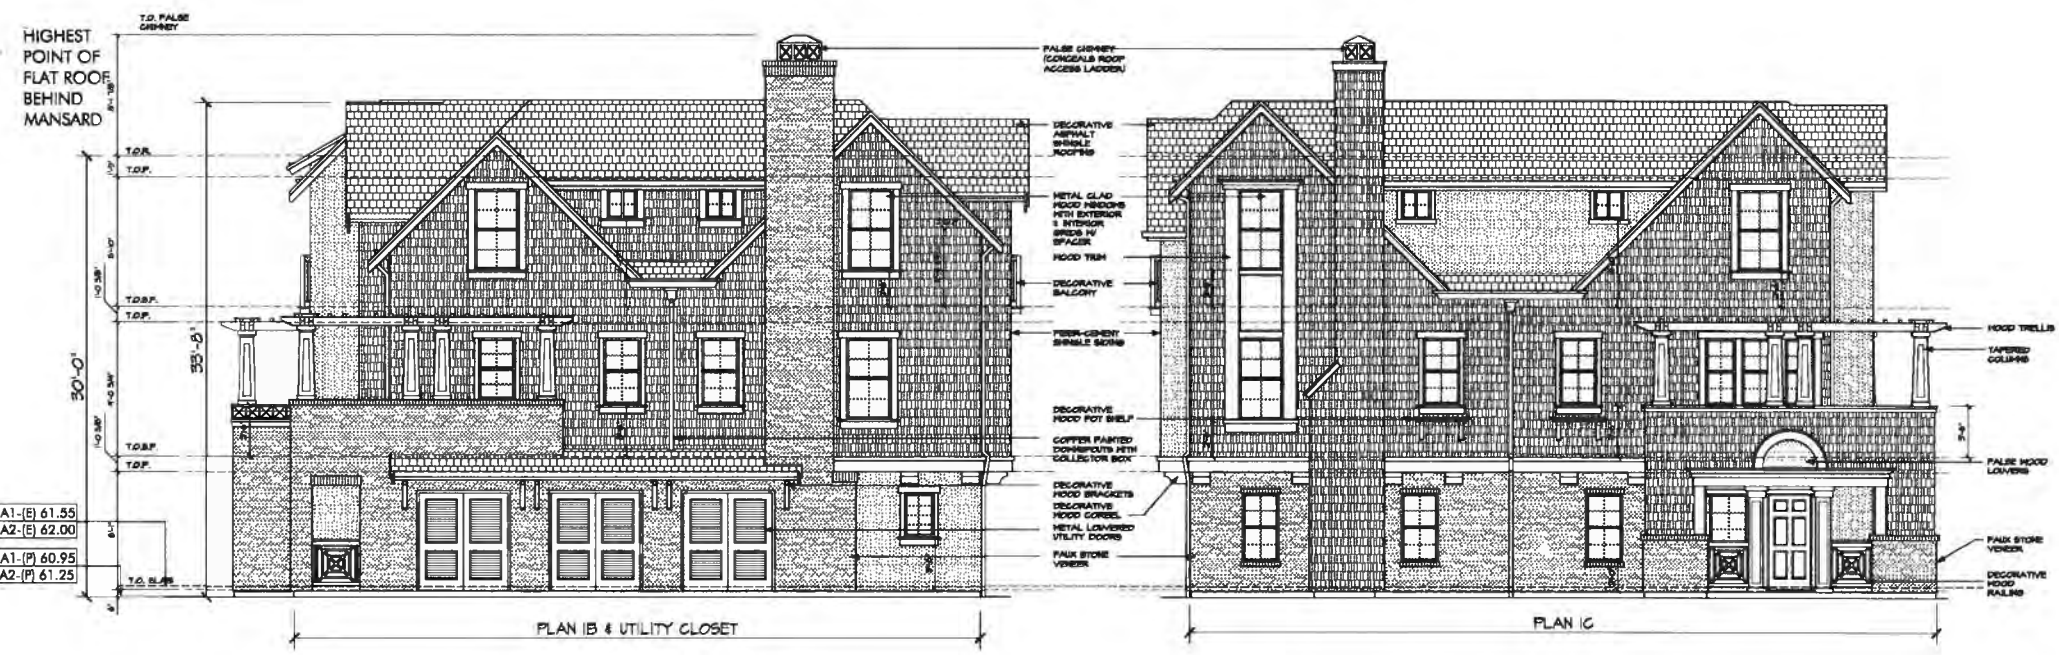 HIGHEST
POINT OF
FLAT ROOF
BEHIND
MANSARD
T.O. FALSE
CHIMNEY
T.O.R.
T.O.P.
T.O.S.F.
T.O.P.
T.O.S.F.
T.O.P.
T.O. SLAB
30'-0"
33'-8"
A1-(E) 61.55
A2-(E) 62.00
A1-(P) 60.95
A2-(P) 61.25
FALSE CHIMNEY
(CONCEALS ROOF
ACCESS LADDER)
DECORATIVE
ASPHALT
SHINGLE
ROOFING
METAL CLAD
WOOD WINDOWS
WITH EXTERIOR
& INTERIOR
GRIDS W/
SPACER
WOOD TRIM
DECORATIVE
BALCONY
FIBER-CEMENT
SHINGLE SIDING
DECORATIVE
WOOD POT SHELF
COPPER PAINTED
DOWNSPOUTS WITH
COLLECTOR BOX
DECORATIVE
WOOD BRACKETS
DECORATIVE
WOOD CORBEL
METAL LOUVERED
UTILITY DOORS
FAUX STONE
VENEER
WOOD TRELLIS
TAPERED
COLUMNS
FALSE WOOD
LOUVERS
FAUX STONE
VENEER
DECORATIVE
WOOD
RAILING
PLAN 1B & UTILITY CLOSET
PLAN 1C